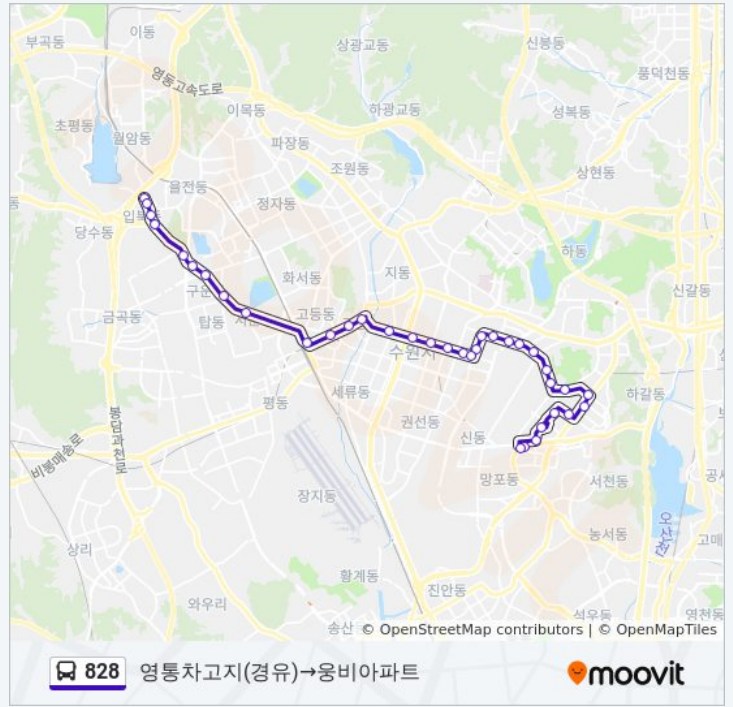 부곡동
이동
상광교동
신봉동
풍덕천동
영동고속도로
이목동
하광교동
성복동
초평동
월암동
파장동
조원동
상현동
율전동
정자동
당수동
하동
지동
화서동
신갈동
금곡동
탑동
고등동
수원시
세류동
하갈동
평동
권선동
신동
봉담과천로
비봉매송로
망포동
서천동
장지동
오산천
농서동
고매
상리
황계동
진안동
와우리
석우동
영천동
송산
© OpenStreetMap contributors | © OpenMapTiles
828 영통차고지(경유)→웅비아파트
moovit